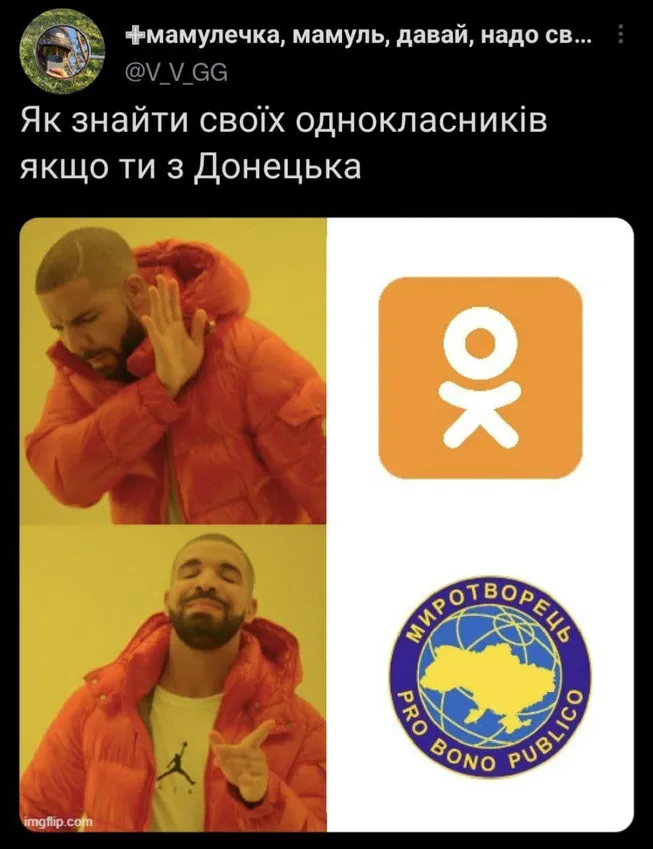 мамулечка, мамуль, давай, надо св...
@V_V_GG
Як знайти своїх однокласників
якщо ти з Донецька
МИРОТВОРЕЦЬ
PRO BONO PUBLICO
imgflip.com